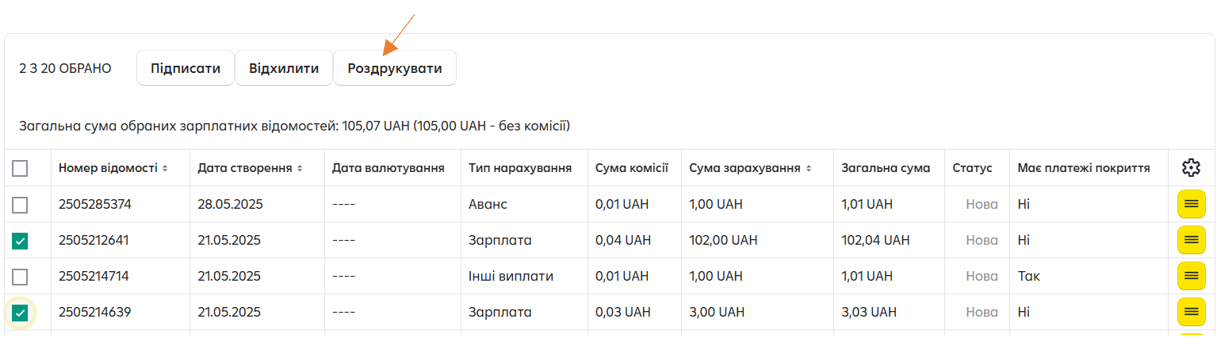 2 З 20 ОБРАНО Підписати Відхилити Роздрукувати
Загальна сума обраних зарплатних відомостей: 105,07 UAH (105,00 UAH - без комісії)
Номер відомості Дата створення Дата валютування Тип нарахування Сума комісії Сума зарахування Загальна сума Статус Має платежі покриття
2505285374 28.05.2025 ---- Аванс 0,01 UAH 1,00 UAH 1,01 UAH Нова Ні
2505212641 21.05.2025 ---- Зарплата 0,04 UAH 102,00 UAH 102,04 UAH Нова Ні
2505214714 21.05.2025 ---- Інші виплати 0,01 UAH 1,00 UAH 1,01 UAH Нова Так
2505214639 21.05.2025 ---- Зарплата 0,03 UAH 3,00 UAH 3,03 UAH Нова Ні